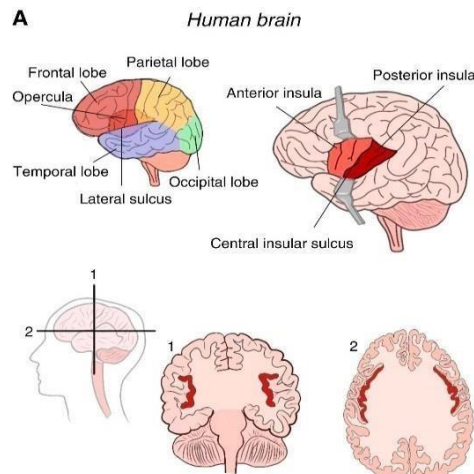 A
Human brain
Parietal lobe
Frontal lobe
Opercula
Temporal lobe
Occipital lobe
Lateral sulcus
Posterior insula
Anterior insula
Central insular sulcus
1
2
1
2